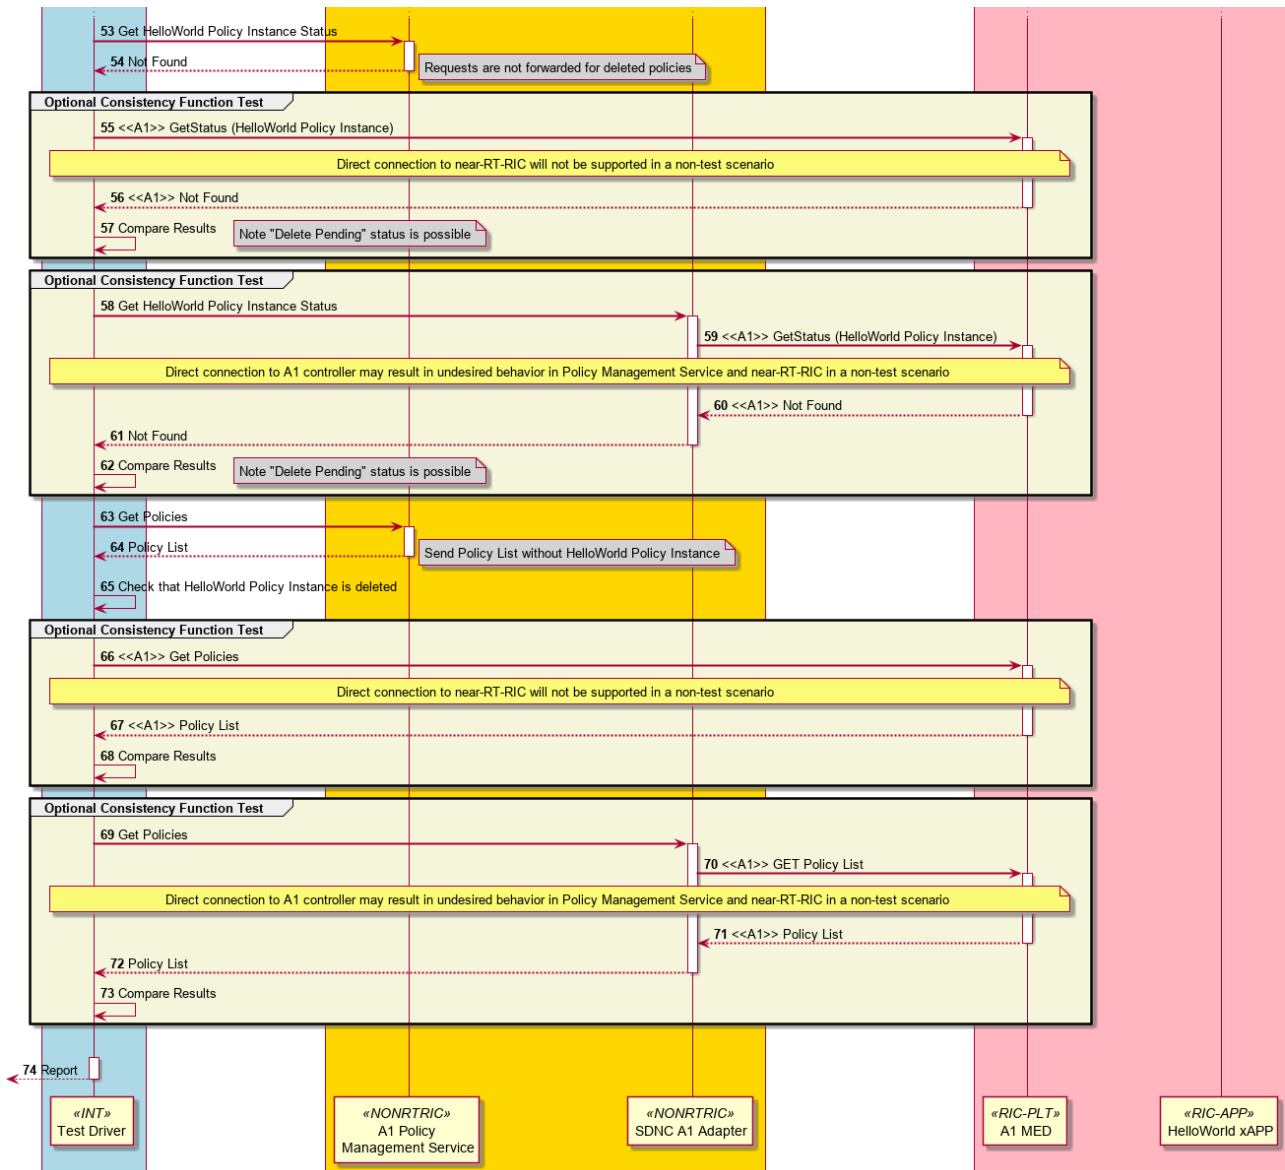 53 Get HelloWorld Policy Instance Status
54 Not Found
Requests are not forwarded for deleted policies
Optional Consistency Function Test
55 <<A1>> GetStatus (HelloWorld Policy Instance)
Direct connection to near-RT-RIC will not be supported in a non-test scenario
56 <<A1>> Not Found
57 Compare Results
Note "Delete Pending" status is possible
Optional Consistency Function Test
58 Get HelloWorld Policy Instance Status
59 <<A1>> GetStatus (HelloWorld Policy Instance)
Direct connection to A1 controller may result in undesired behavior in Policy Management Service and near-RT-RIC in a non-test scenario
60 <<A1>> Not Found
61 Not Found
62 Compare Results
Note "Delete Pending" status is possible
63 Get Policies
64 Policy List
Send Policy List without HelloWorld Policy Instance
65 Check that HelloWorld Policy Instance is deleted
Optional Consistency Function Test
66 <<A1>> Get Policies
Direct connection to near-RT-RIC will not be supported in a non-test scenario
67 <<A1>> Policy List
68 Compare Results
Optional Consistency Function Test
69 Get Policies
70 <<A1>> GET Policy List
Direct connection to A1 controller may result in undesired behavior in Policy Management Service and near-RT-RIC in a non-test scenario
71 <<A1>> Policy List
72 Policy List
73 Compare Results
74 Report
«INT»
Test Driver
«NONRTRIC»
A1 Policy
Management Service
«NONRTRIC»
SDNC A1 Adapter
«RIC-PLT»
A1 MED
«RIC-APP»
HelloWorld xAPP